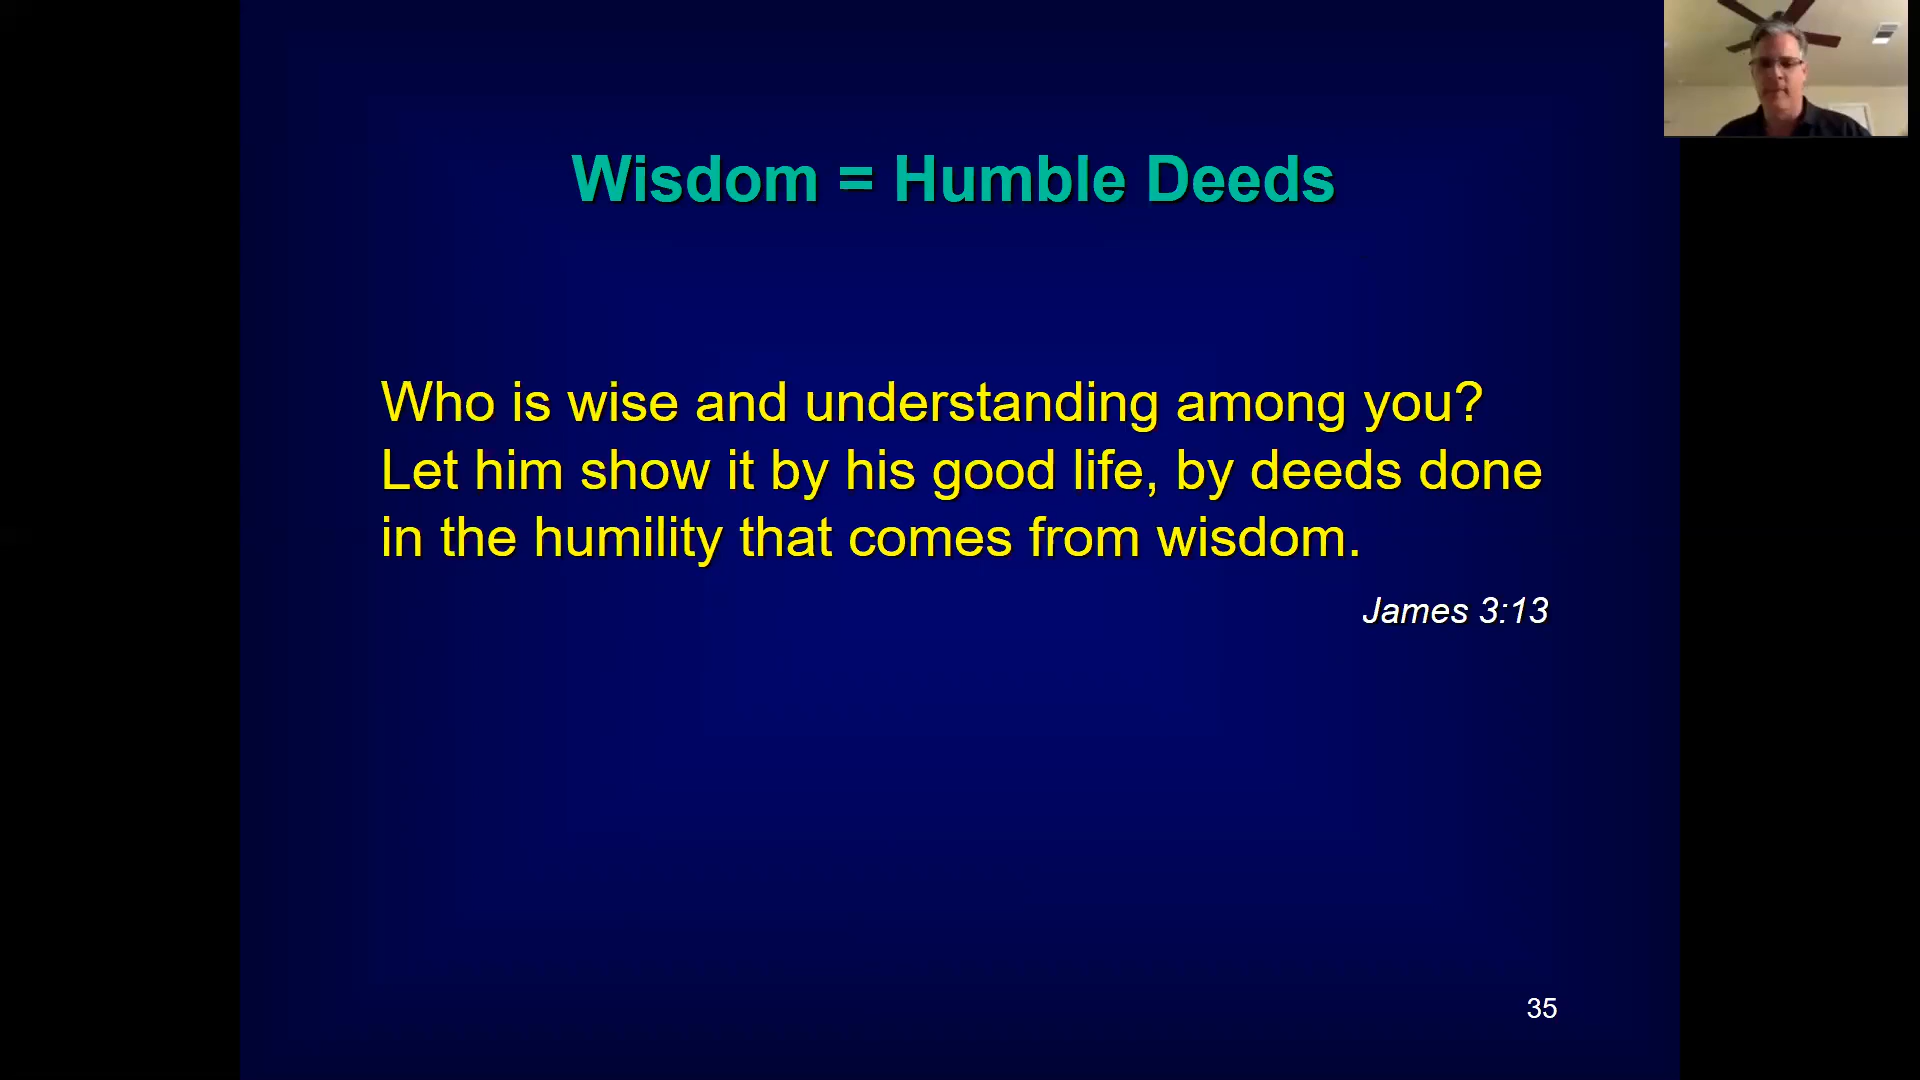 Wisdom = Humble Deeds
Who is wise and understanding among you?
Let him show it by his good life, by deeds done
in the humility that comes from wisdom.
James 3:13
35